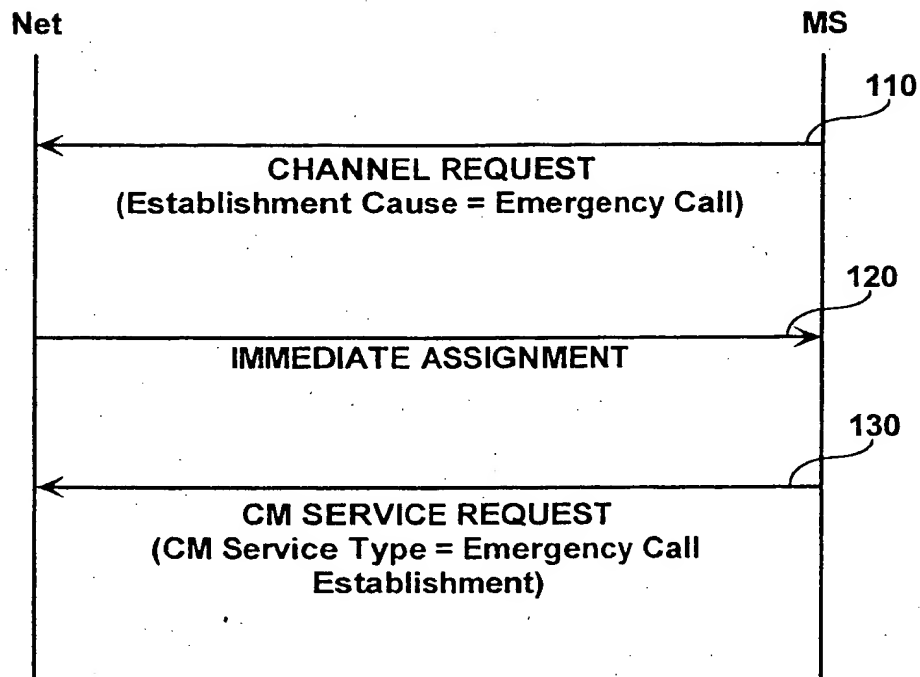 Net
MS
110
CHANNEL REQUEST
(Establishment Cause = Emergency Call)
120
IMMEDIATE ASSIGNMENT
130
CM SERVICE REQUEST
(CM Service Type = Emergency Call
Establishment)